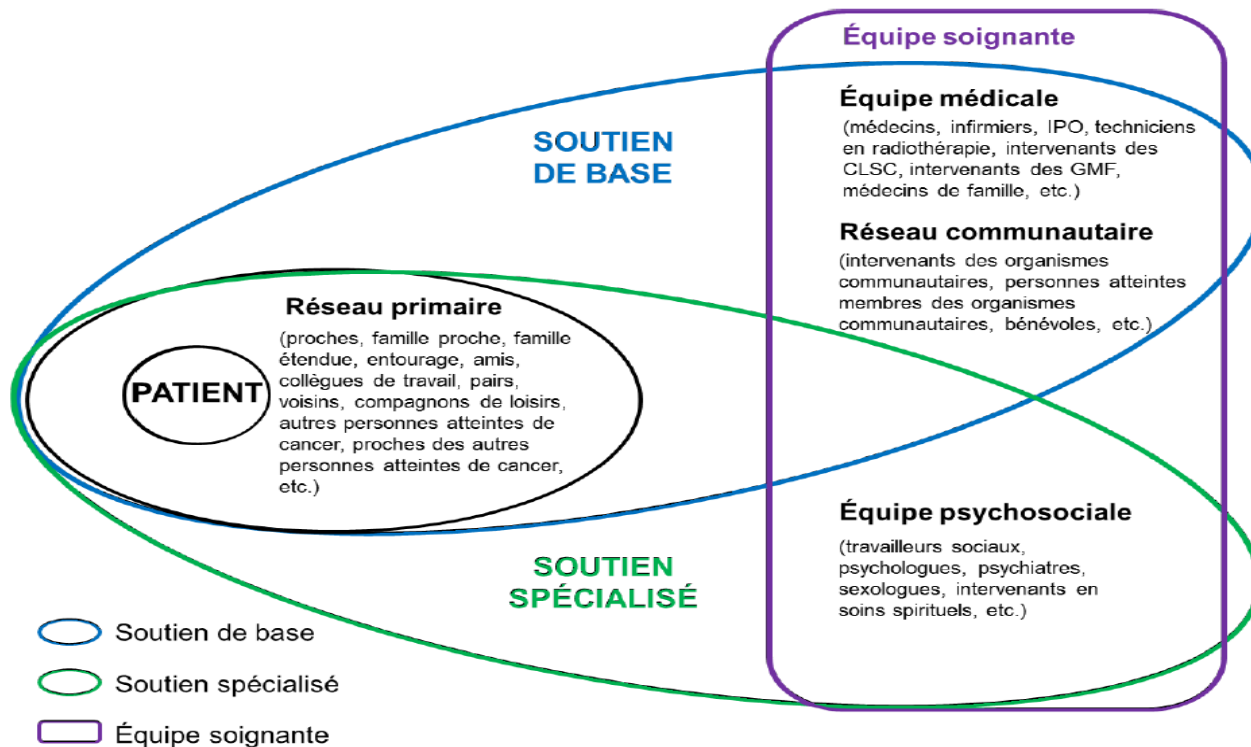 Équipe soignante
Équipe médicale
(médecins, infirmiers, IPO, techniciens
en radiothérapie, intervenants des
CLSC, intervenants des GMF,
médecins de famille, etc.)
SOUTIEN
DE BASE
Réseau communautaire
(intervenants des organismes
communautaires, personnes atteintes
membres des organismes
communautaires, bénévoles, etc.)
Réseau primaire
(proches, famille proche, famille
étendue, entourage, amis,
collègues de travail, pairs,
voisins, compagnons de loisirs,
autres personnes atteintes de
cancer, proches des autres
personnes atteintes de cancer,
etc.)
PATIENT
Équipe psychosociale
(travailleurs sociaux,
psychologues, psychiatres,
sexologues, intervenants en
soins spirituels, etc.)
SOUTIEN
SPÉCIALISÉ
Soutien de base
Soutien spécialisé
Équipe soignante